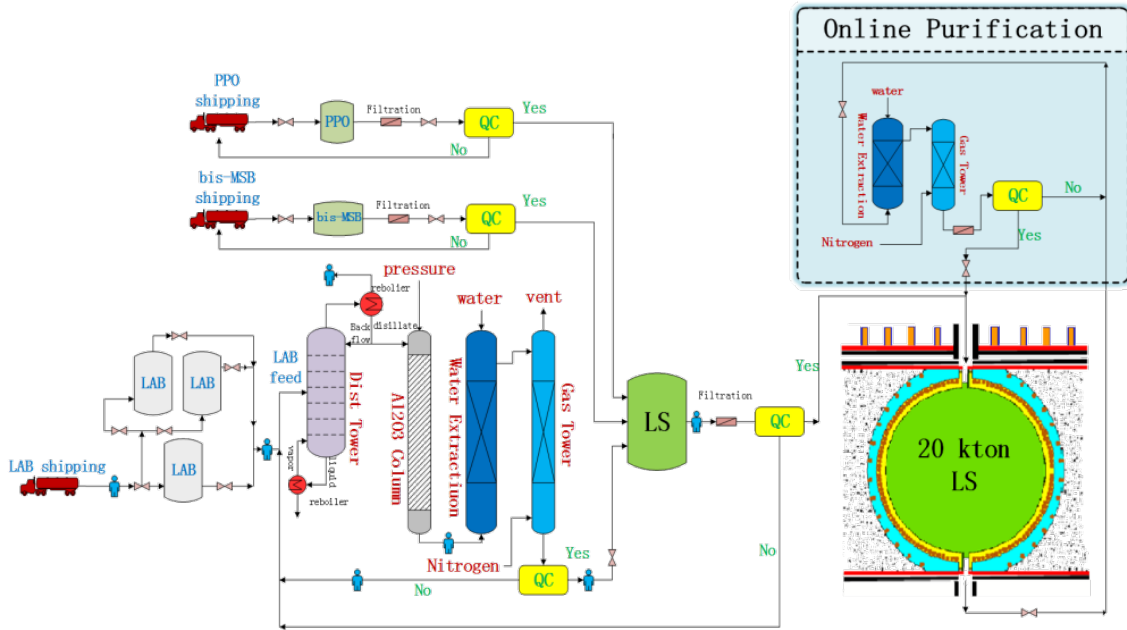 Online Purification
water
Water Extraction
Gas Tower
QC
No
Yes
Nitrogen
PPO
shipping
PPO
Filtration
QC
Yes
No
bis-MSB
shipping
bis-MSB
Filtration
QC
Yes
No
pressure
rebolier
Back
flow
disillate
water
vent
LAB
feed
LAB
LAB
LAB
LAB shipping
Dist Tower
vapor
liquid
reboller
Al2O3 Column
Water Extractiuon
Gas Tower
Nitrogen
QC
Yes
No
LS
Filtration
QC
Yes
No
20 kton
LS